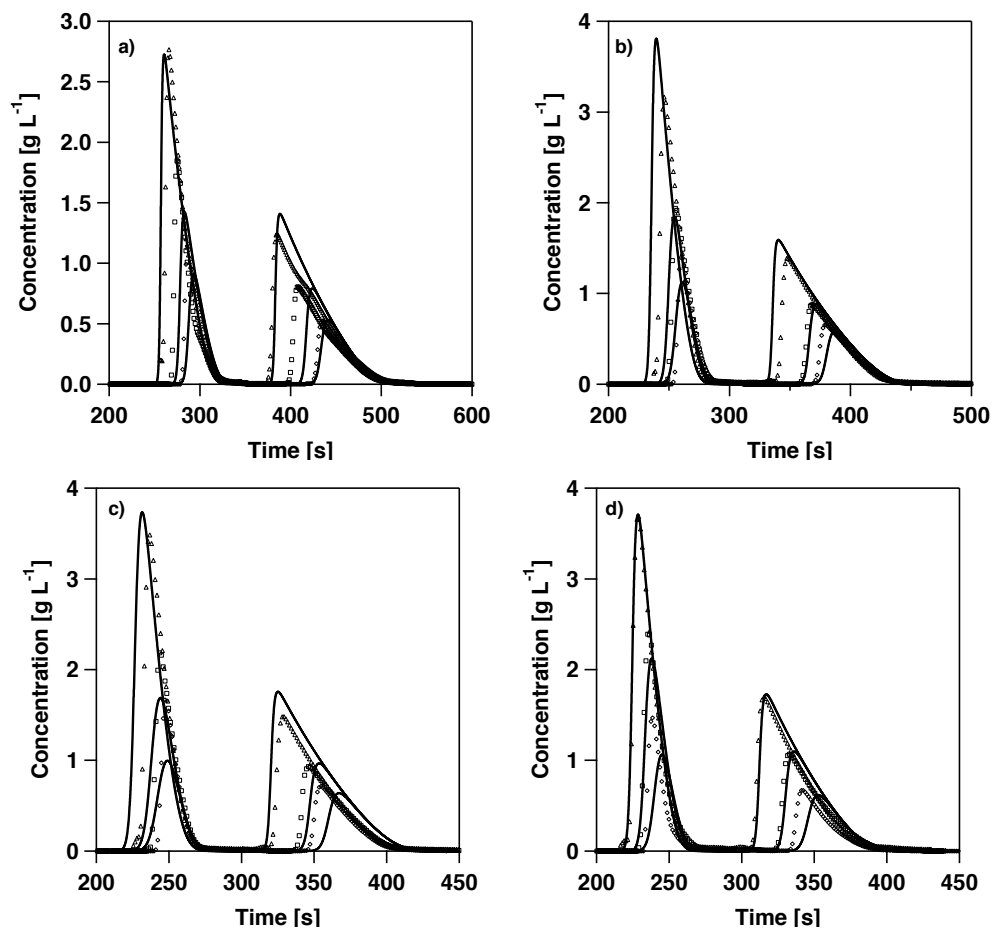 a)
3.0
2.5
2.0
1.5
1.0
0.5
0.0
Concentration [g L⁻¹]
200 300 400 500 600
Time [s]
b)
4
3
2
1
0
Concentration [g L⁻¹]
200 300 400 500
Time [s]
c)
4
3
2
1
0
Concentration [g L⁻¹]
200 250 300 350 400 450
Time [s]
d)
4
3
2
1
0
Concentration [g L⁻¹]
200 250 300 350 400 450
Time [s]